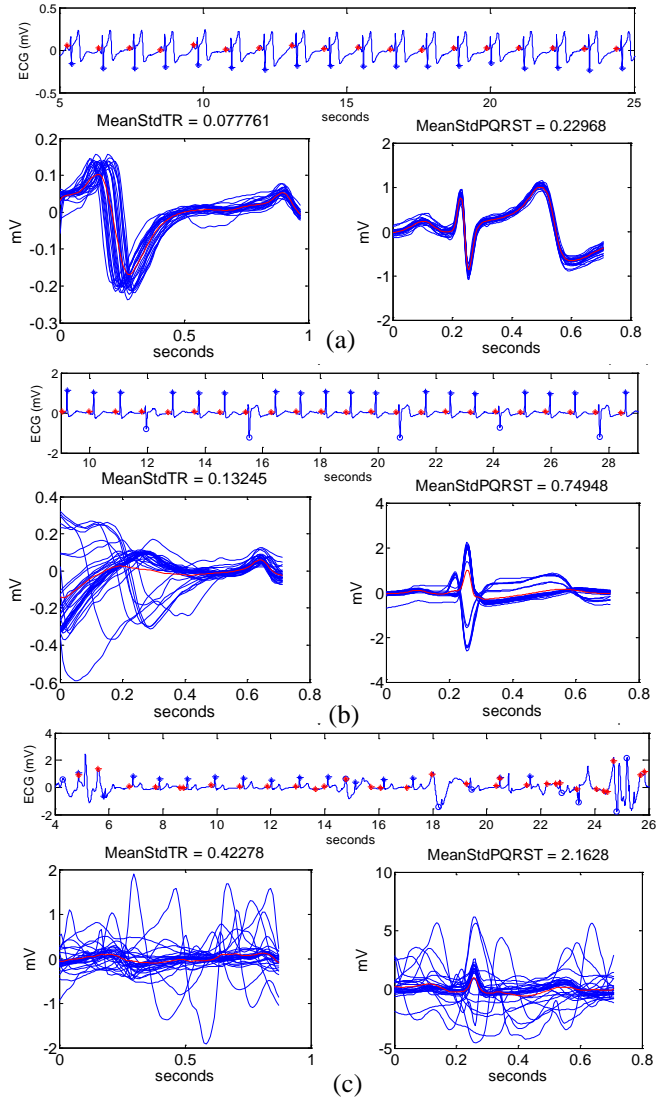 ECG (mV)
0.5
0
-0.5
5 10 15 20 25
seconds
MeanStdTR = 0.077761
MeanStdPQRST = 0.22968
mV
0.2
0.1
0
-0.1
-0.2
-0.3
0 0.5 1
seconds
mV
2
1
0
-1
-2
0 0.2 0.4 0.6 0.8
seconds
(a)
ECG (mV)
2
0
-2
10 12 14 16 18 20 22 24 26 28
seconds
MeanStdTR = 0.13245
MeanStdPQRST = 0.74948
mV
0.4
0.2
0
-0.2
-0.4
-0.6
0 0.2 0.4 0.6 0.8
seconds
mV
4
2
0
-2
-4
0 0.2 0.4 0.6 0.8
seconds
(b)
ECG (mV)
4
2
0
-2
4 6 8 10 12 14 16 18 20 22 24 26
seconds
MeanStdTR = 0.42278
MeanStdPQRST = 2.1628
mV
2
1
0
-1
-2
0 0.5 1
seconds
mV
10
5
0
-5
0 0.2 0.4 0.6 0.8
seconds
(c)